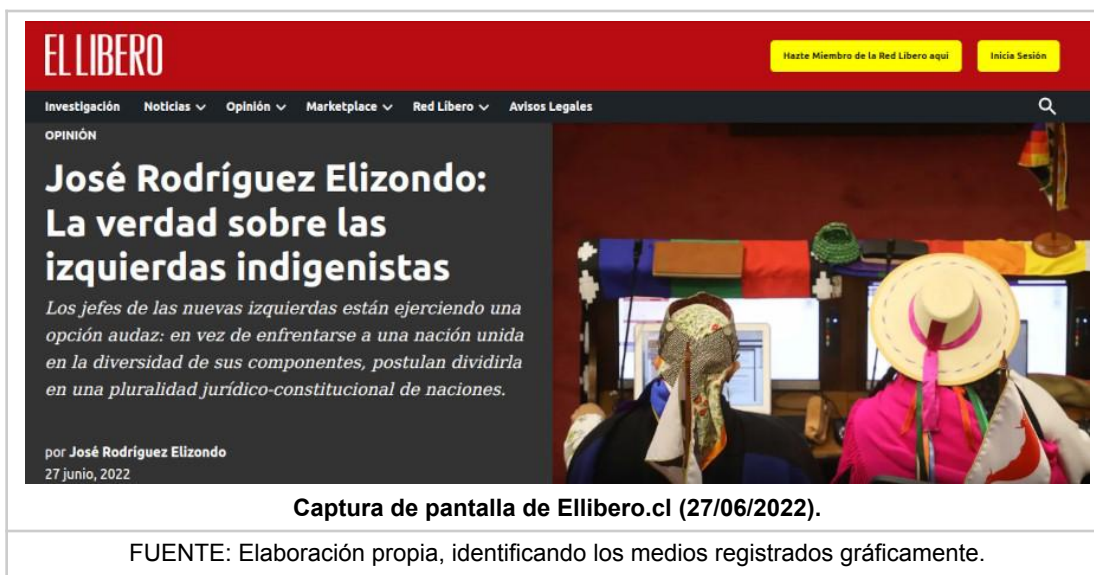 EL LIBERO
Hazte Miembro de la Red Libero aquí
Inicia Sesión
Investigación Noticias Opinión Marketplace Red Líbero Avisos Legales
OPINIÓN
José Rodríguez Elizondo:
La verdad sobre las
izquierdas indigenistas
Los jefes de las nuevas izquierdas están ejerciendo una
opción audaz: en vez de enfrentarse a una nación unida
en la diversidad de sus componentes, postulan dividirla
en una pluralidad jurídico-constitucional de naciones.
por José Rodríguez Elizondo
27 junio, 2022
Captura de pantalla de Ellibero.cl (27/06/2022).
FUENTE: Elaboración propia, identificando los medios registrados gráficamente.